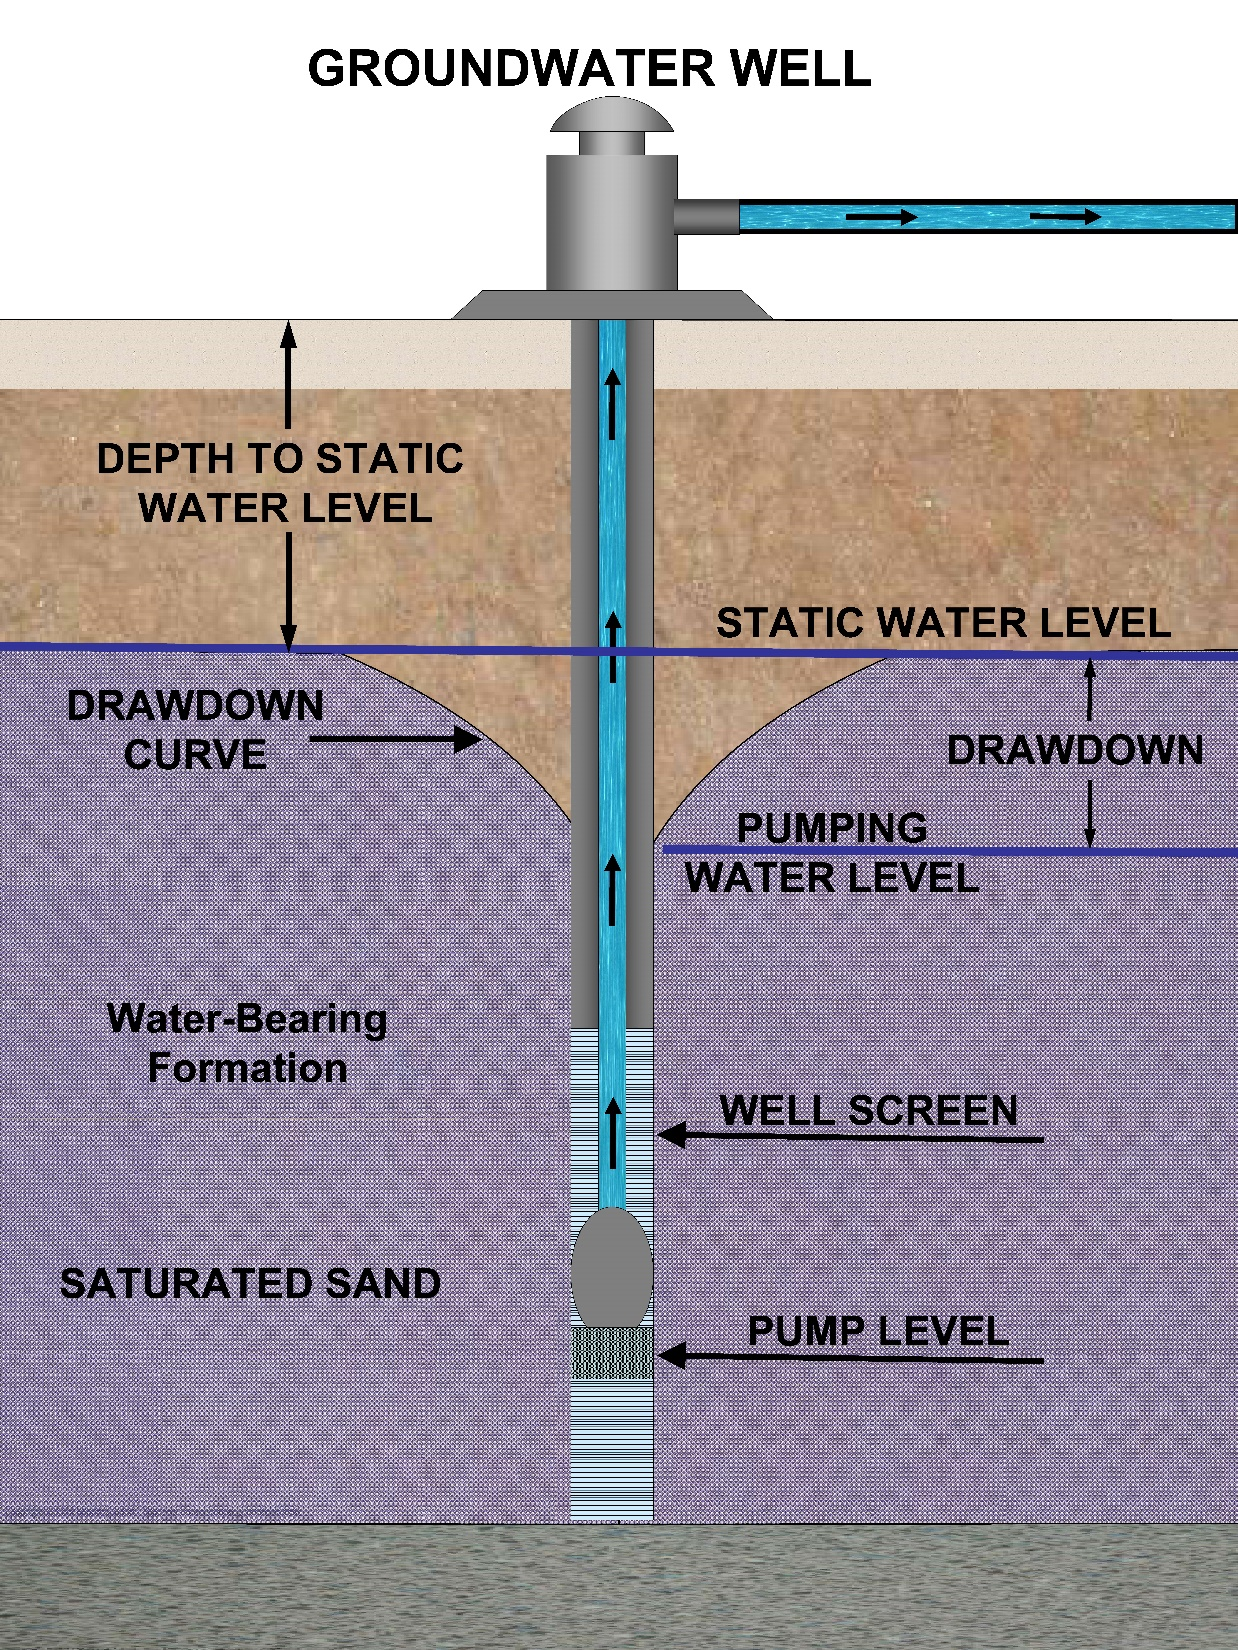 GROUNDWATER WELL
DEPTH TO STATIC
WATER LEVEL
STATIC WATER LEVEL
DRAWDOWN
CURVE
DRAWDOWN
PUMPING
WATER LEVEL
Water-Bearing
Formation
WELL SCREEN
SATURATED SAND
PUMP LEVEL